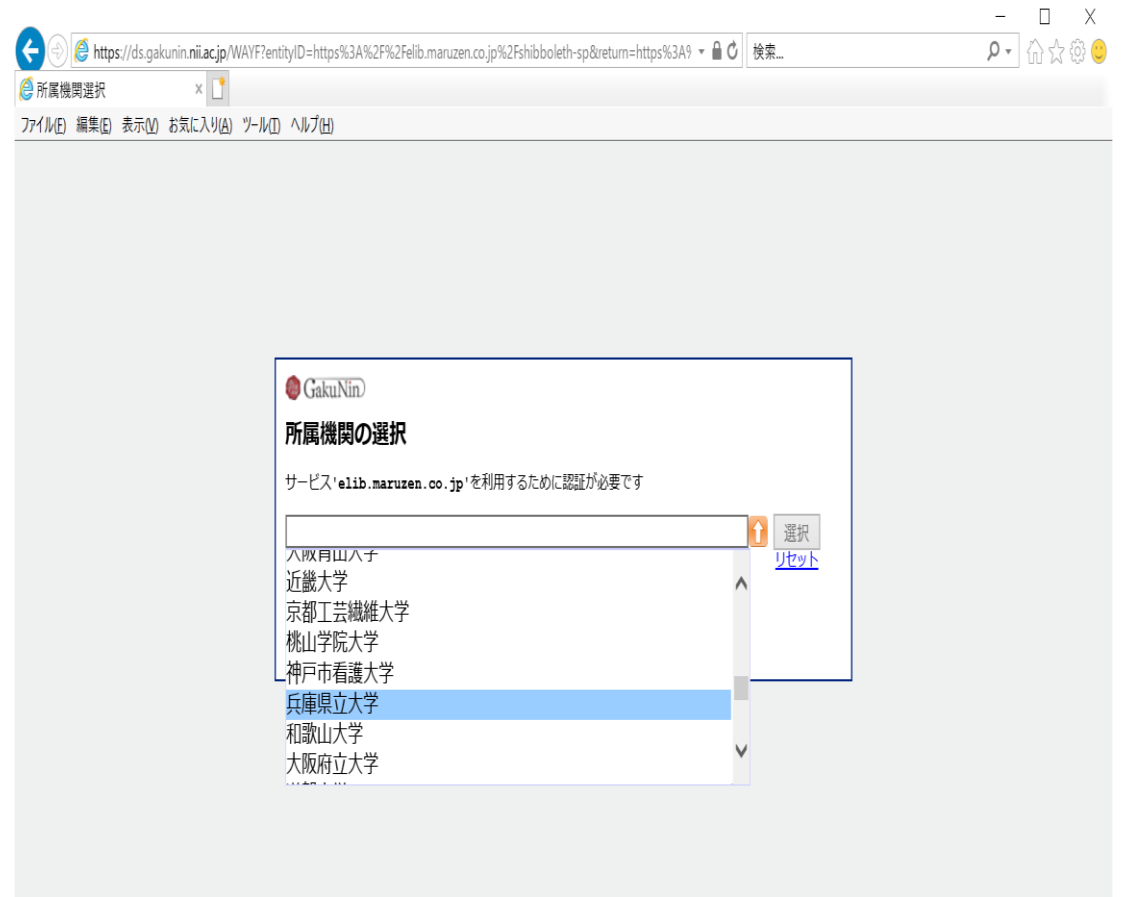 https://ds.gakunin.nii.ac.jp/WAYF?entityID=https%3A%2F%2Felib.maruzen.co.jp%2Fshibboleth-sp&return=https%3A9
検索...
所属機関選択
ファイル(F) 編集(E) 表示(V) お気に入り(A) ツール(T) ヘルプ(H)
GakuNin
所属機関の選択
サービス'elib.maruzen.co.jp'を利用するために認証が必要です
選択
リセット
大阪青山大学
近畿大学
京都工芸繊維大学
桃山学院大学
神戸市看護大学
兵庫県立大学
和歌山大学
大阪府立大学